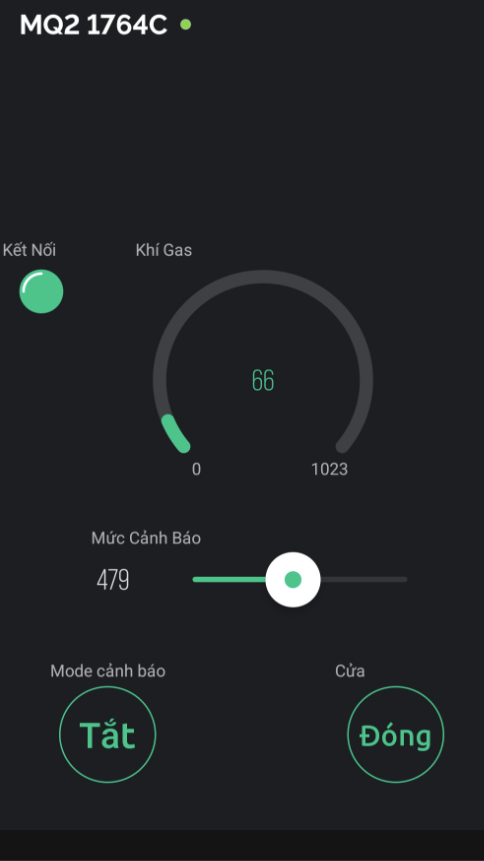 MQ2 1764C
Kết Nối
Khí Gas
66
0
1023
Mức Cảnh Báo
479
Mode cảnh báo
Cửa
Tắt
Đóng